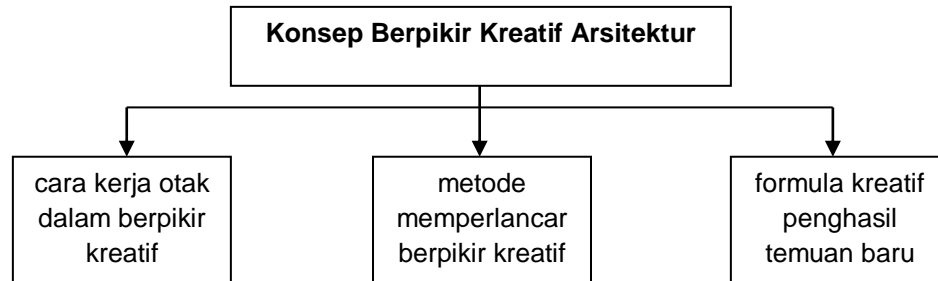 Konsep Berpikir Kreatif Arsitektur
cara kerja otak
dalam berpikir
kreatif
metode
memperlancar
berpikir kreatif
formula kreatif
penghasil
temuan baru